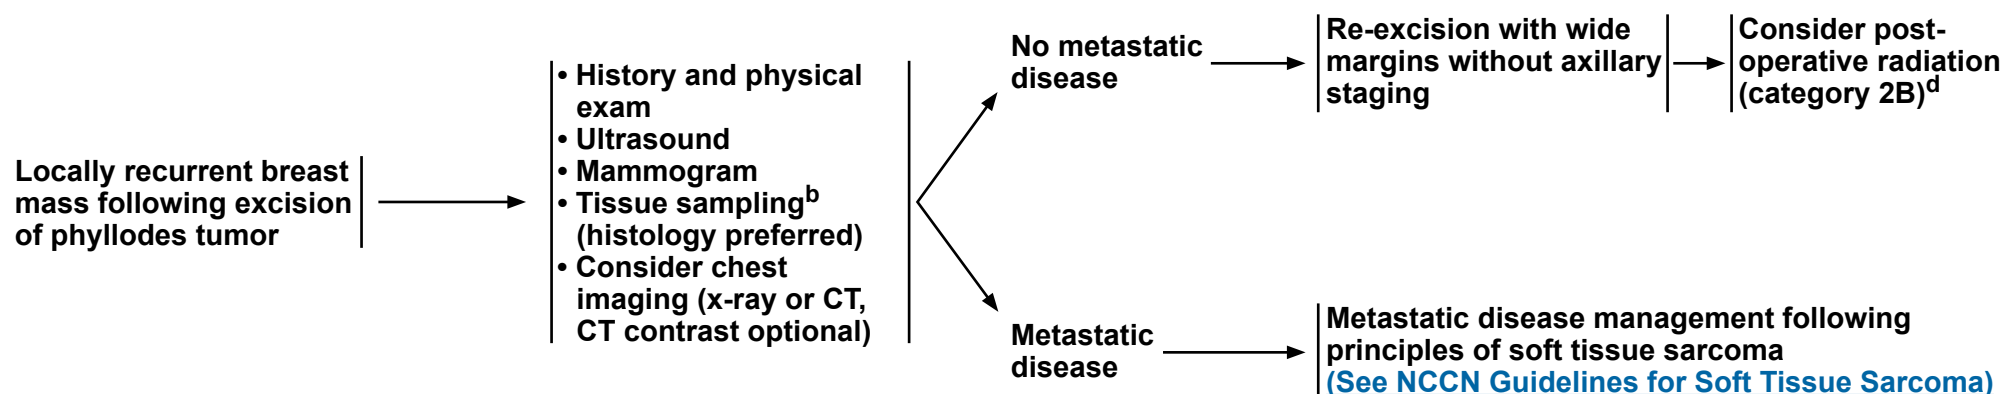 Locally recurrent breast
mass following excision
of phyllodes tumor
• History and physical
exam
• Ultrasound
• Mammogram
• Tissue samplingb
(histology preferred)
• Consider chest
imaging (x-ray or CT,
CT contrast optional)
No metastatic
disease
Re-excision with wide
margins without axillary
staging
Consider post-
operative radiation
(category 2B)d
Metastatic
disease
Metastatic disease management following
principles of soft tissue sarcoma
(See NCCN Guidelines for Soft Tissue Sarcoma)